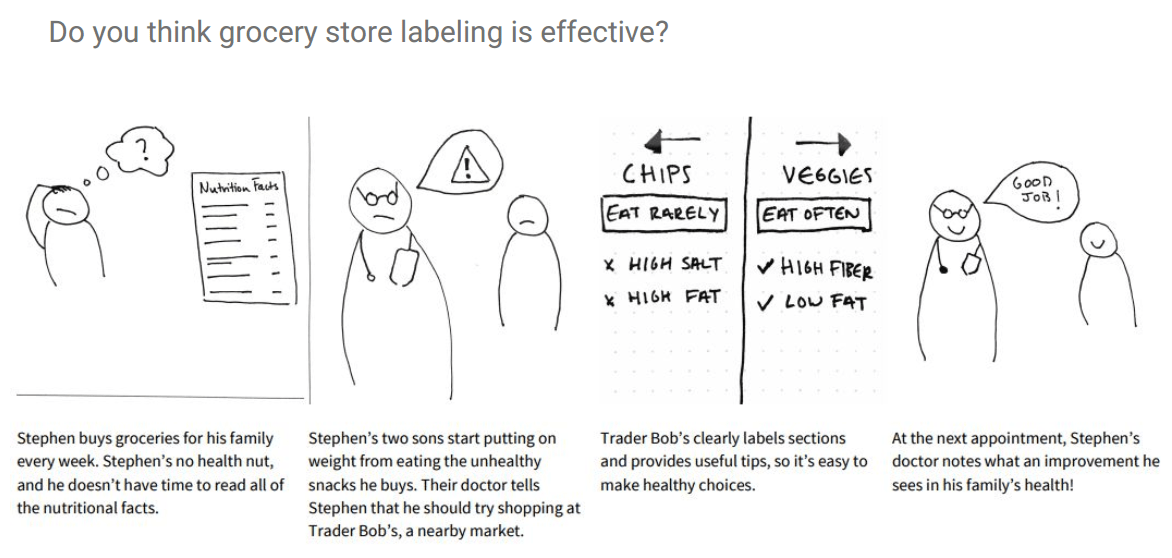 Do you think grocery store labeling is effective?
?
Nutrition Facts
!
CHIPS
EAT RARELY
x HIGH SALT
x HIGH FAT
VEGGIES
EAT OFTEN
✓ HIGH FIBER
✓ LOW FAT
GOOD
JOB!
Stephen buys groceries for his family
every week. Stephen's no health nut,
and he doesn't have time to read all of
the nutritional facts.
Stephen's two sons start putting on
weight from eating the unhealthy
snacks he buys. Their doctor tells
Stephen that he should try shopping at
Trader Bob's, a nearby market.
Trader Bob's clearly labels sections
and provides useful tips, so it's easy to
make healthy choices.
At the next appointment, Stephen's
doctor notes what an improvement he
sees in his family's health!